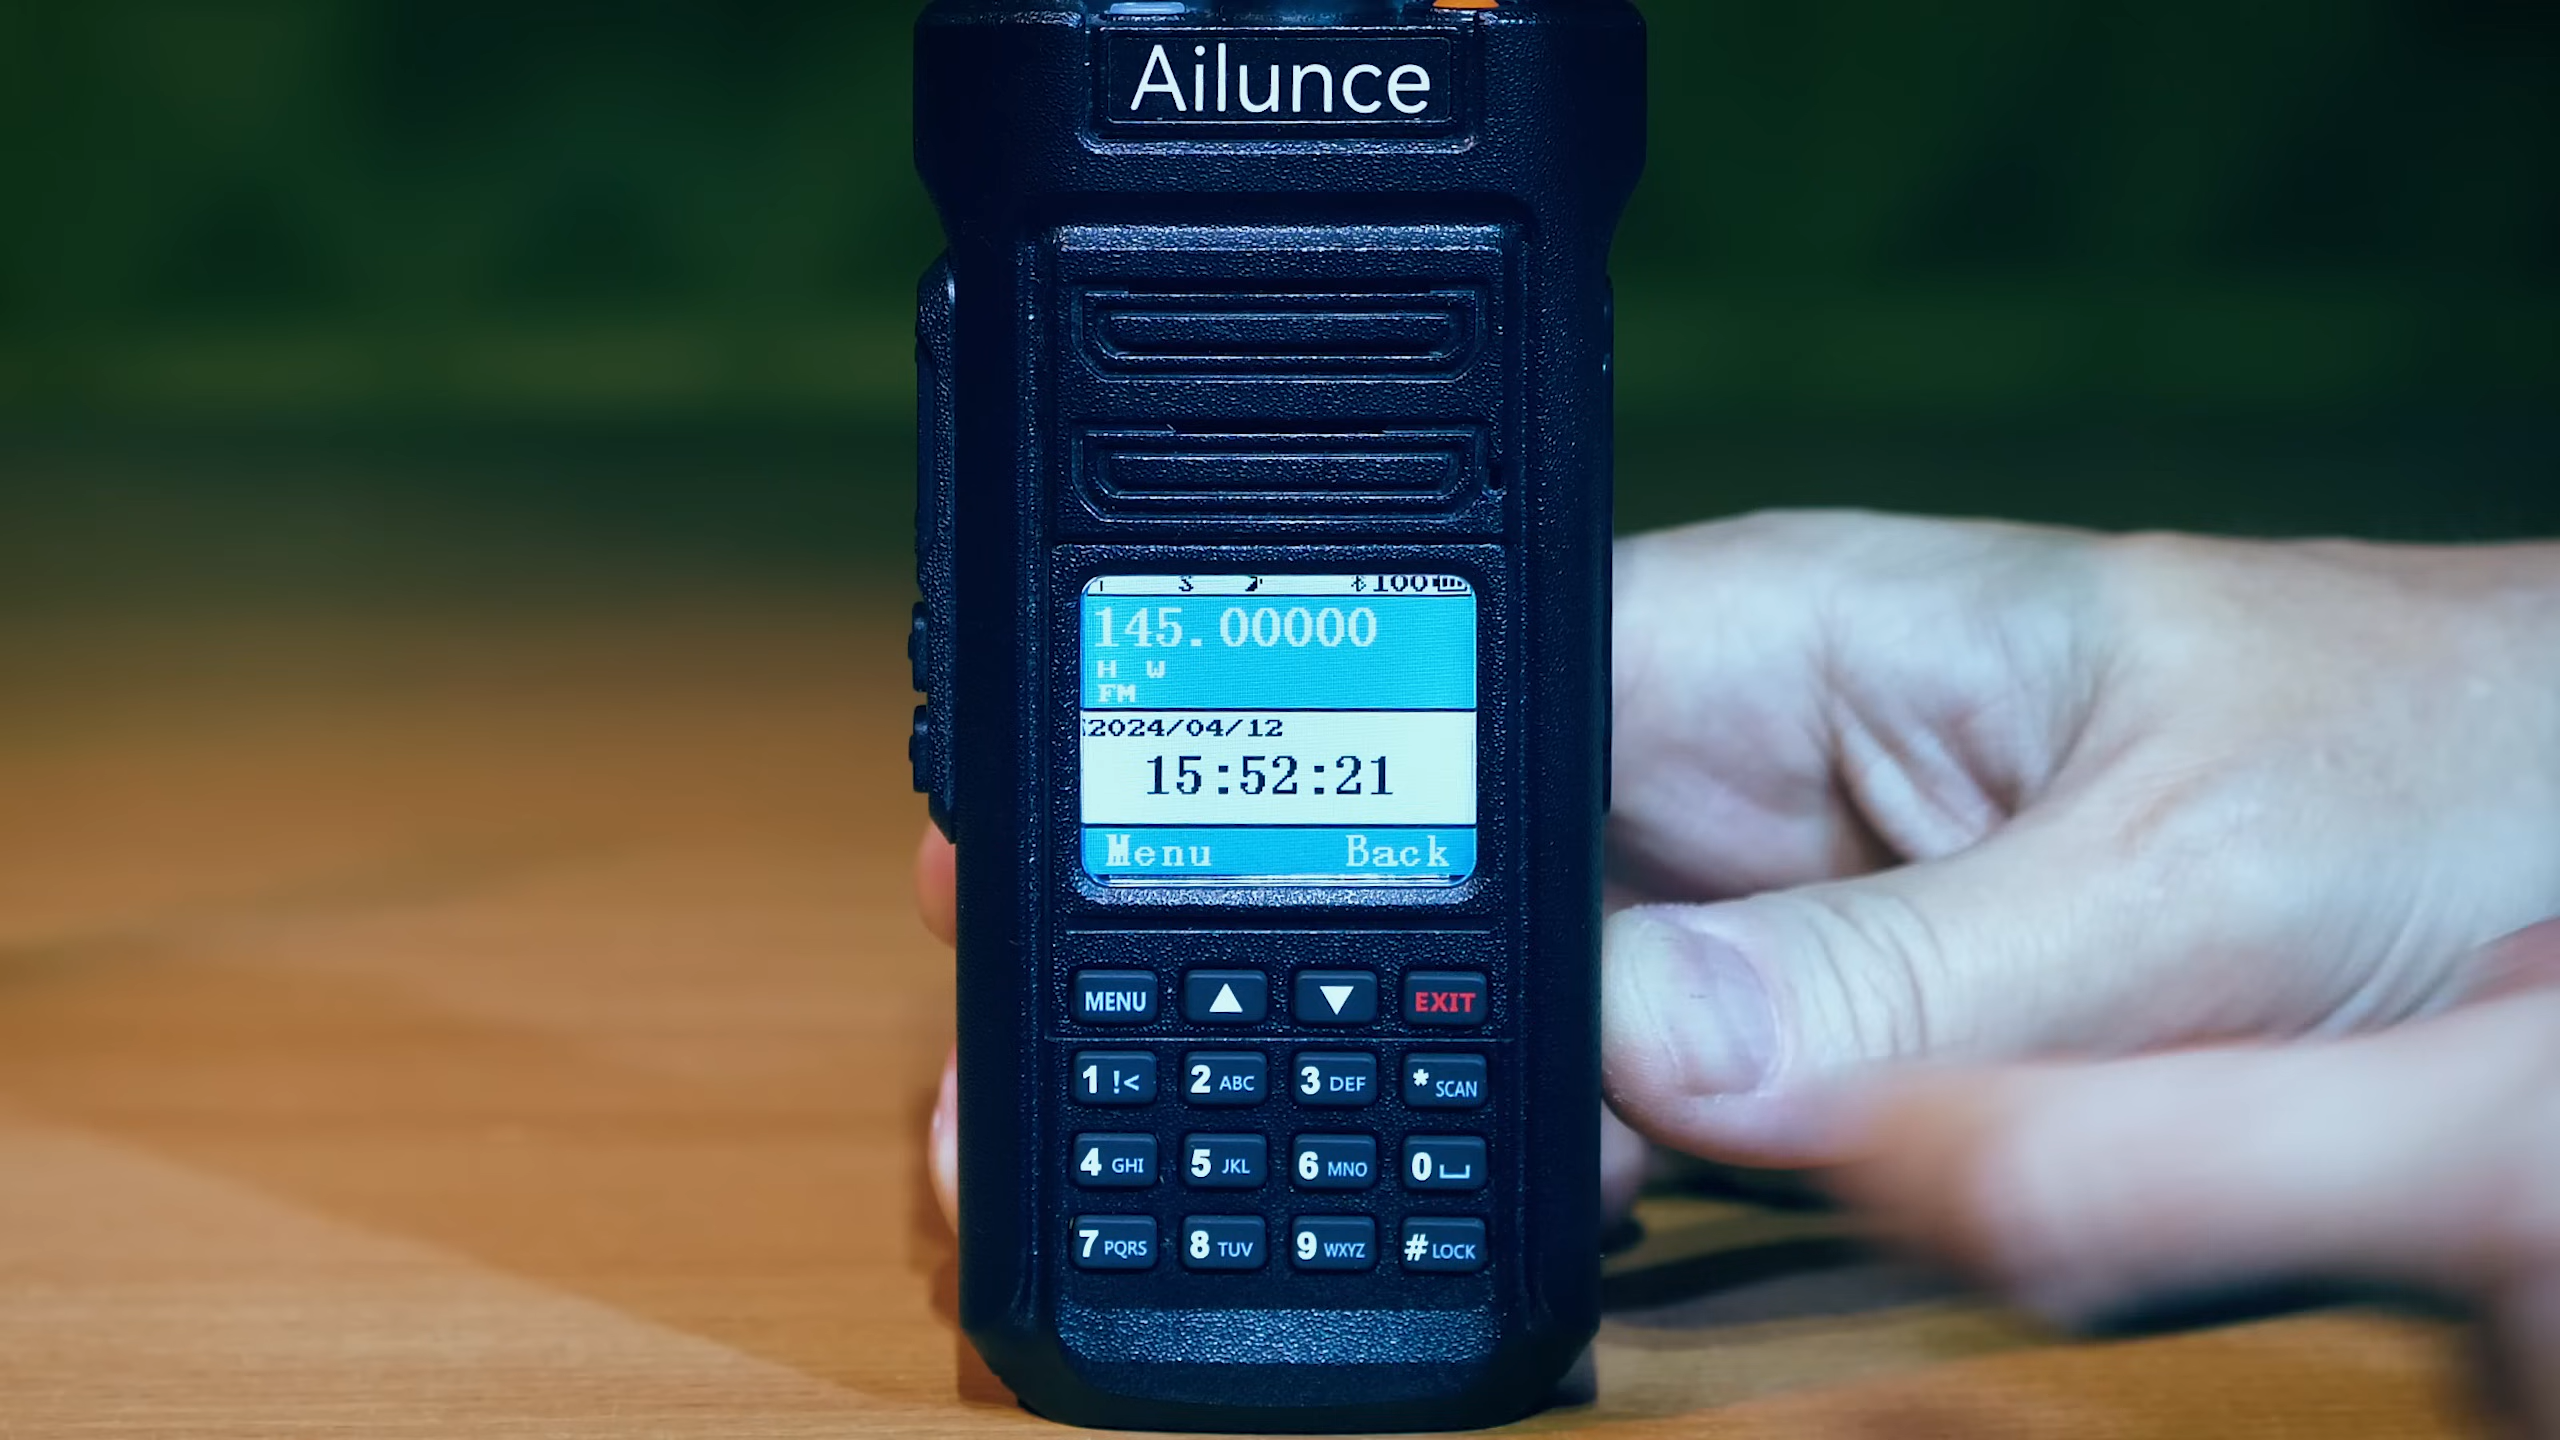 Ailunce
100
145.00000
H W
FM
2024/04/12
15:52:21
Menu Back
MENU ▲ ▼ EXIT
1 !< 2 ABC 3 DEF * SCAN
4 GHI 5 JKL 6 MNO 0 ⎵
7 PQRS 8 TUV 9 WXYZ # LOCK